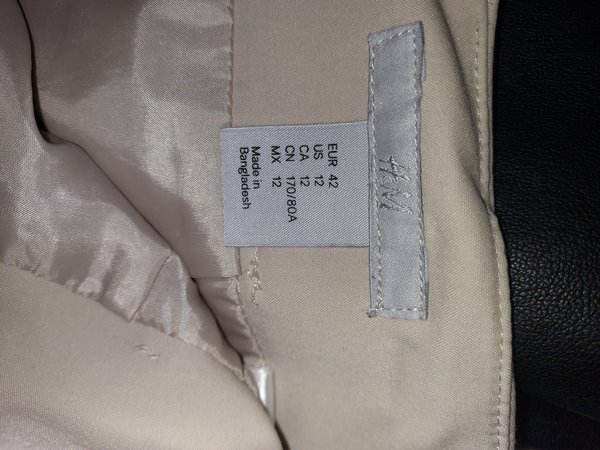 H&M
EUR 42
US 12
CA 12
CN 170/80A
MX 12
Made in
Bangladesh